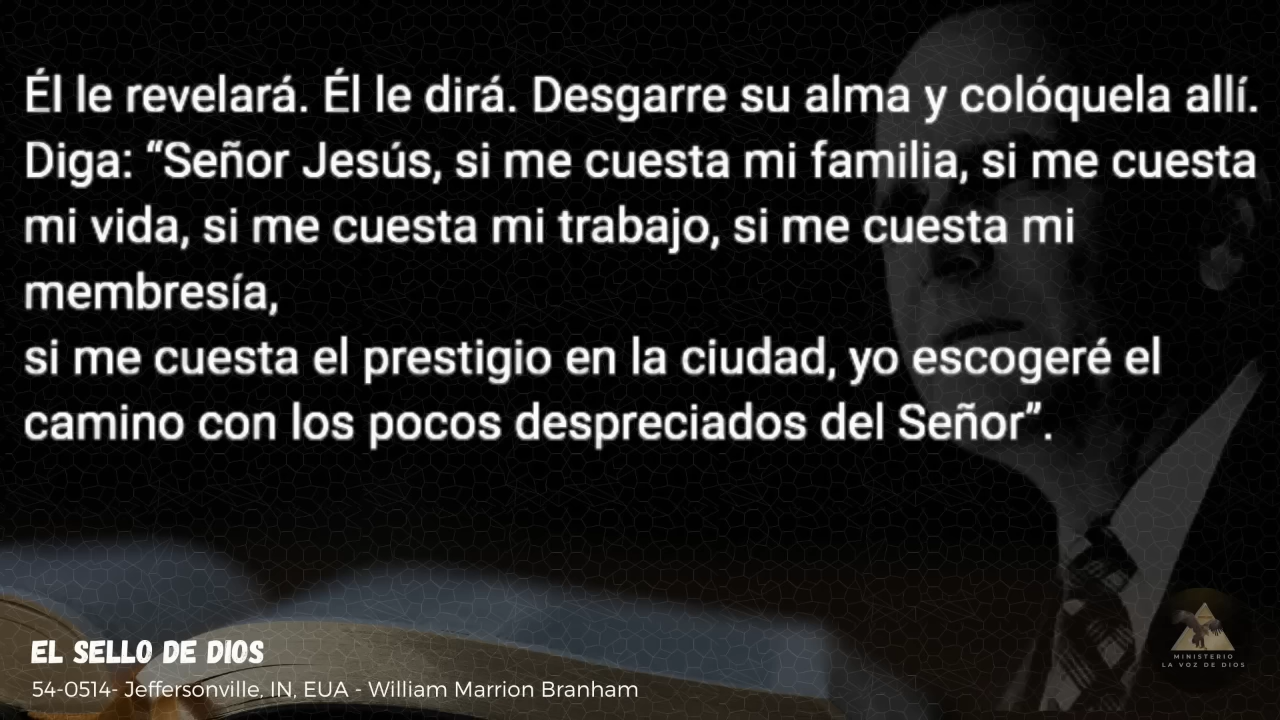 Él le revelará. Él le dirá. Desgarre su alma y colóquela allí.
Diga: “Señor Jesús, si me cuesta mi familia, si me cuesta
mi vida, si me cuesta mi trabajo, si me cuesta mi
membresía,
si me cuesta el prestigio en la ciudad, yo escogeré el
camino con los pocos despreciados del Señor”.
EL SELLO DE DIOS
54-0514- Jeffersonville, IN, EUA - William Marrion Branham
MINISTERIO
LA VOZ DE DIOS